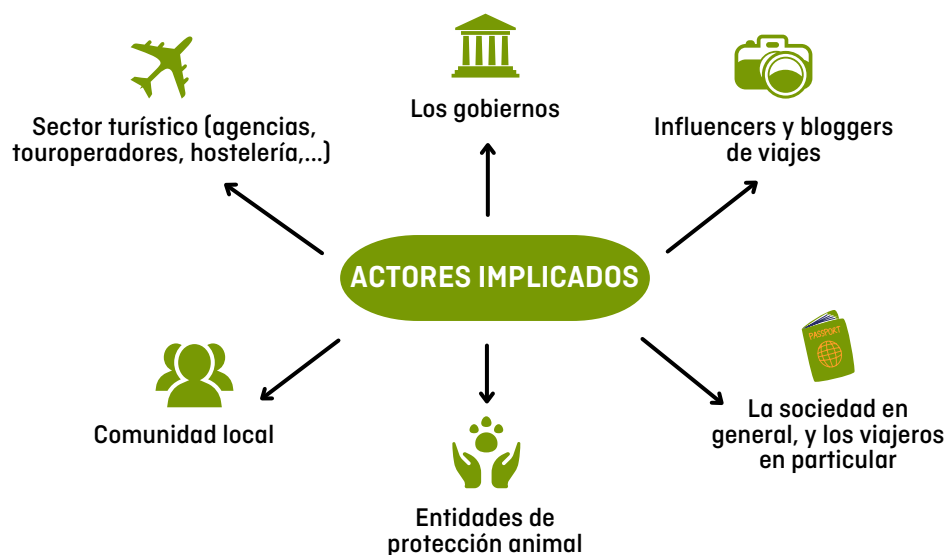 Los gobiernos
Sector turístico (agencias,
touroperadores, hostelería,...)
Influencers y bloggers
de viajes
ACTORES IMPLICADOS
PASSPORT
Comunidad local
La sociedad en
general, y los viajeros
en particular
Entidades de
protección animal